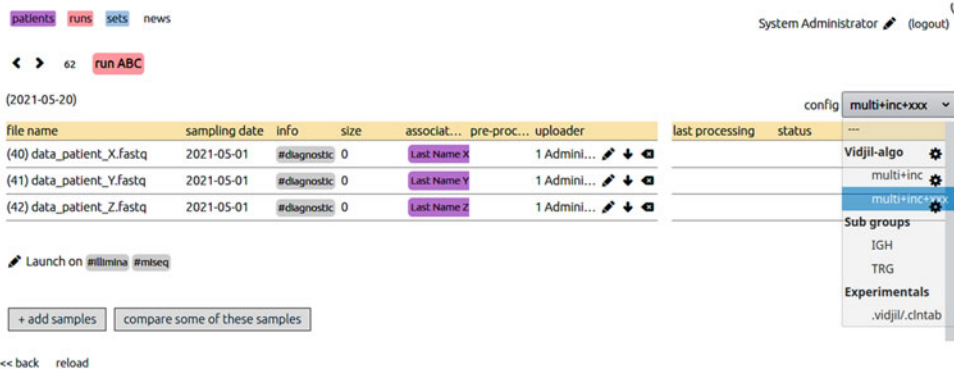 patients runs sets news
System Administrator (logout)
62 run ABC
(2021-05-20)
config multi+inc+xxx
file name sampling date info size associat... pre-proc... uploader last processing status
(40) data_patient_X.fastq 2021-05-01 #diagnostic 0 Last Name X 1 Admini...
(41) data_patient_Y.fastq 2021-05-01 #diagnostic 0 Last Name Y 1 Admini...
(42) data_patient_Z.fastq 2021-05-01 #diagnostic 0 Last Name Z 1 Admini...
---
Vidjil-algo
multi+inc
multi+inc+xxx
Sub groups
IGH
TRG
Experimentals
.vidjil/.clntab
Launch on #illimina #miseq
+ add samples compare some of these samples
<< back reload